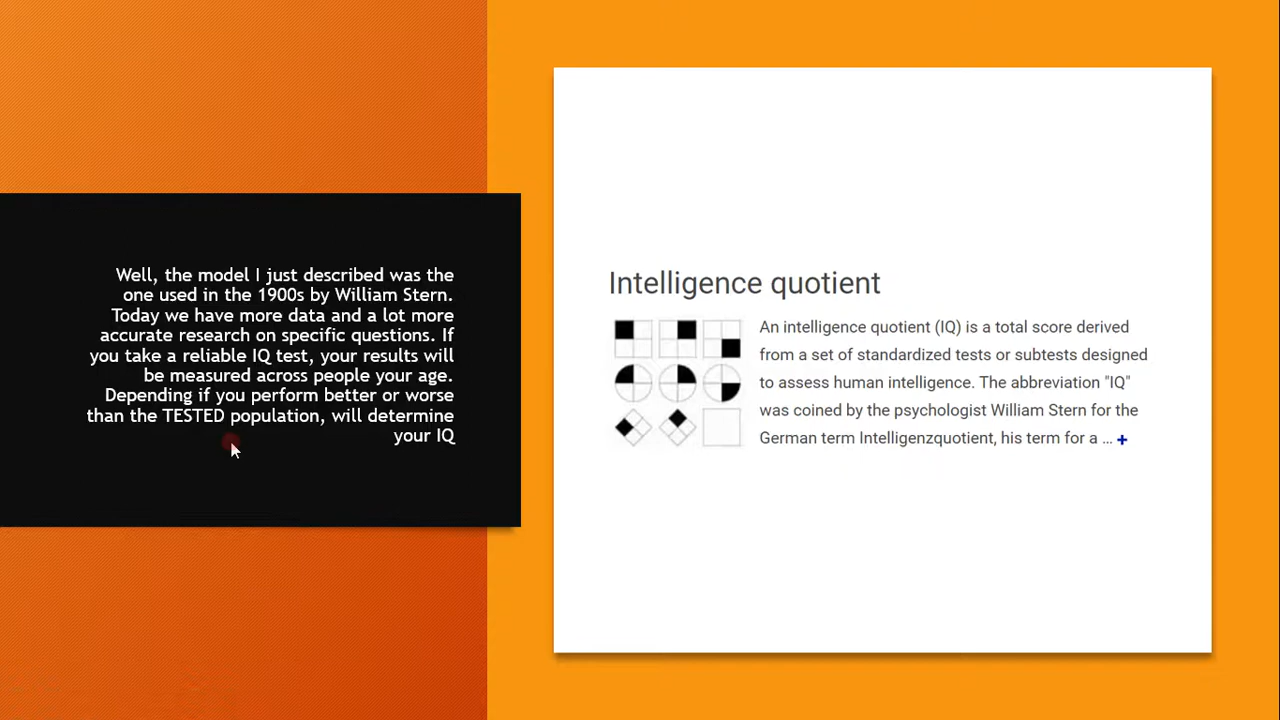 Well, the model I just described was the
one used in the 1900s by William Stern.
Today we have more data and a lot more
accurate research on specific questions. If
you take a reliable IQ test, your results will
be measured across people your age.
Depending if you perform better or worse
than the TESTED population, will determine
your IQ
Intelligence quotient
An intelligence quotient (IQ) is a total score derived
from a set of standardized tests or subtests designed
to assess human intelligence. The abbreviation "IQ"
was coined by the psychologist William Stern for the
German term Intelligenzquotient, his term for a ... +